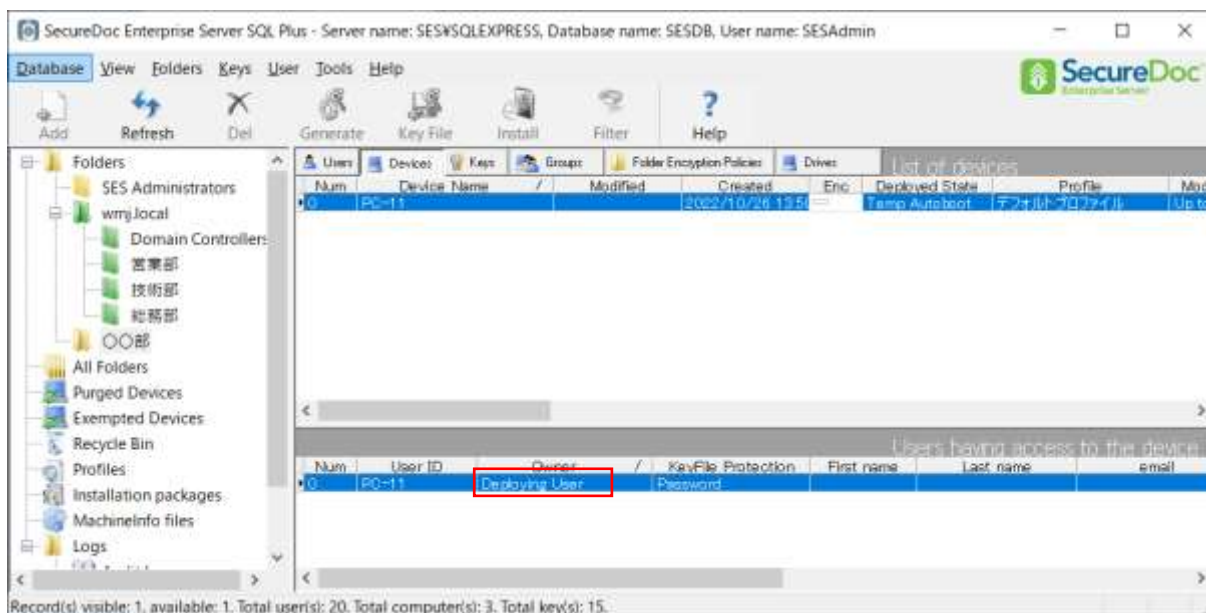 SecureDoc Enterprise Server SQL Plus - Server name: SES¥SQLEXPRESS, Database name: SESDB, User name: SESAdmin
Database View Folders Keys User Tools Help
SecureDoc
Enterprise Server
Add Refresh Del Generate Key File Install Filter Help
Folders
SES Administrators
wmj.local
Domain Controllers
営業部
技術部
総務部
〇〇部
All Folders
Purged Devices
Exempted Devices
Recycle Bin
Profiles
Installation packages
MachineInfo files
Logs
Users Devices Keys Groups Folder Encryption Policies Drives List of devices
Num Device Name / Modified Created Enc Deployed State Profile Mod
0 PC-11 2022/10/26 13:5 Temp Autoboot デフォルトプロファイル Up to
Users having access to the device
Num User ID Owner / KeyFile Protection First name Last name email
0 PC-11 Deploying User Password
Record(s) visible: 1, available: 1. Total user(s): 20. Total computer(s): 3. Total key(s): 15.